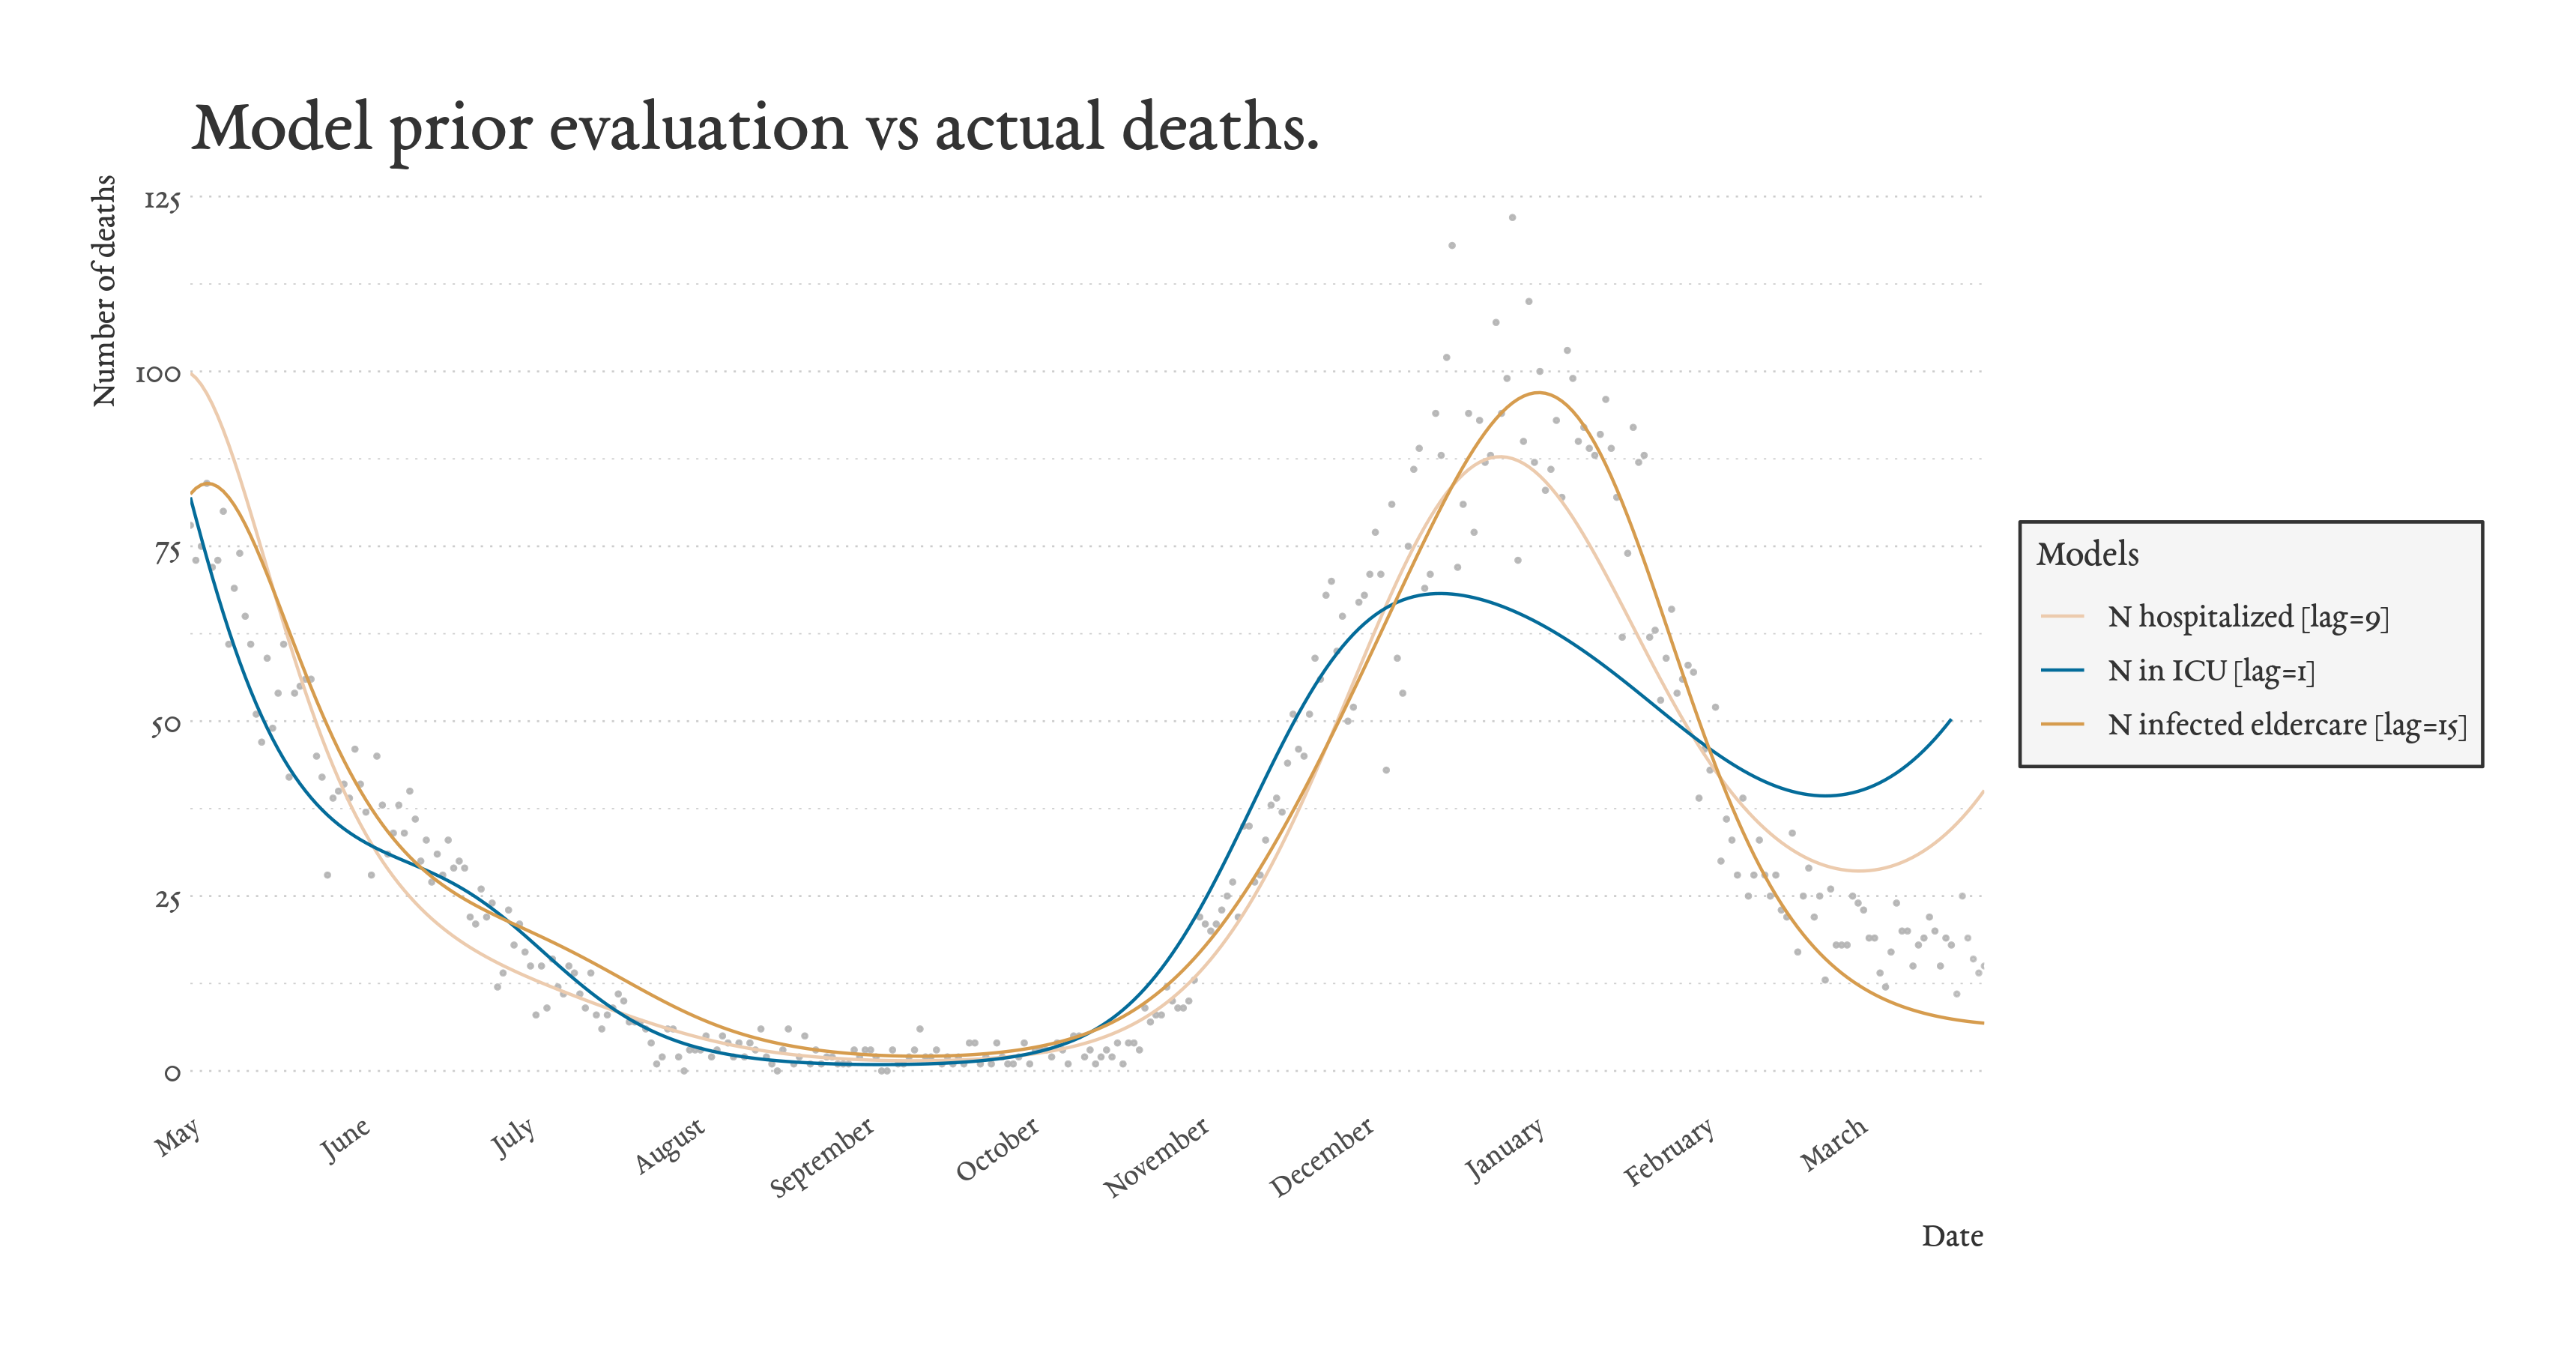 Model prior evaluation vs actual deaths.
Number of deaths
125
100
75
50
25
0
May
June
July
August
September
October
November
December
January
February
March
Date
Models
N hospitalized [lag=9]
N in ICU [lag=1]
N infected eldercare [lag=15]